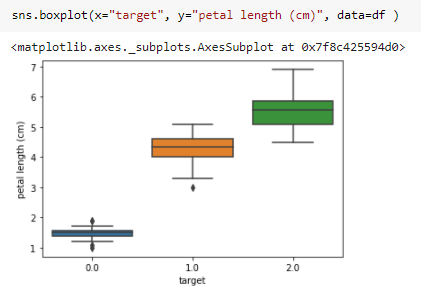 sns.boxplot(x="target", y="petal length (cm)", data=df )
<matplotlib.axes._subplots.AxesSubplot at 0x7f8c425594d0>
7
6
5
4
3
2
1
petal length (cm)
0.0 1.0 2.0
target